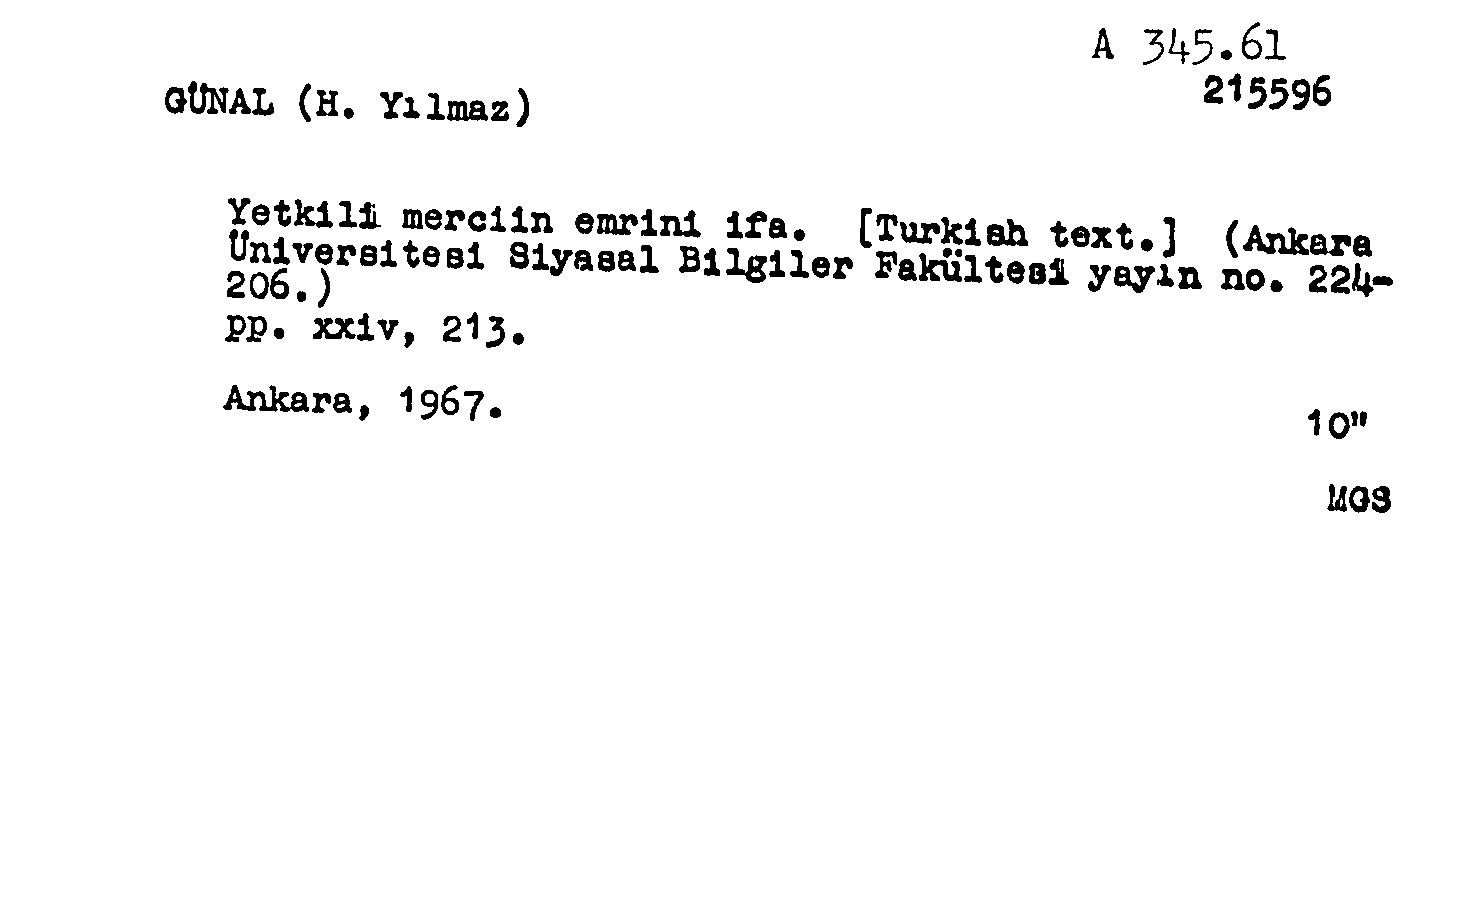 A 345.61
215596
GÜNAL (H. Yılmaz)
Yetkili merciin emrini ifa. [Turkish text.] (Ankara
Üniversitesi Siyasal Bilgiler Fakültesi yayın no. 224-
206.)
pp. xxiv, 213.
Ankara, 1967.
10"
MGS